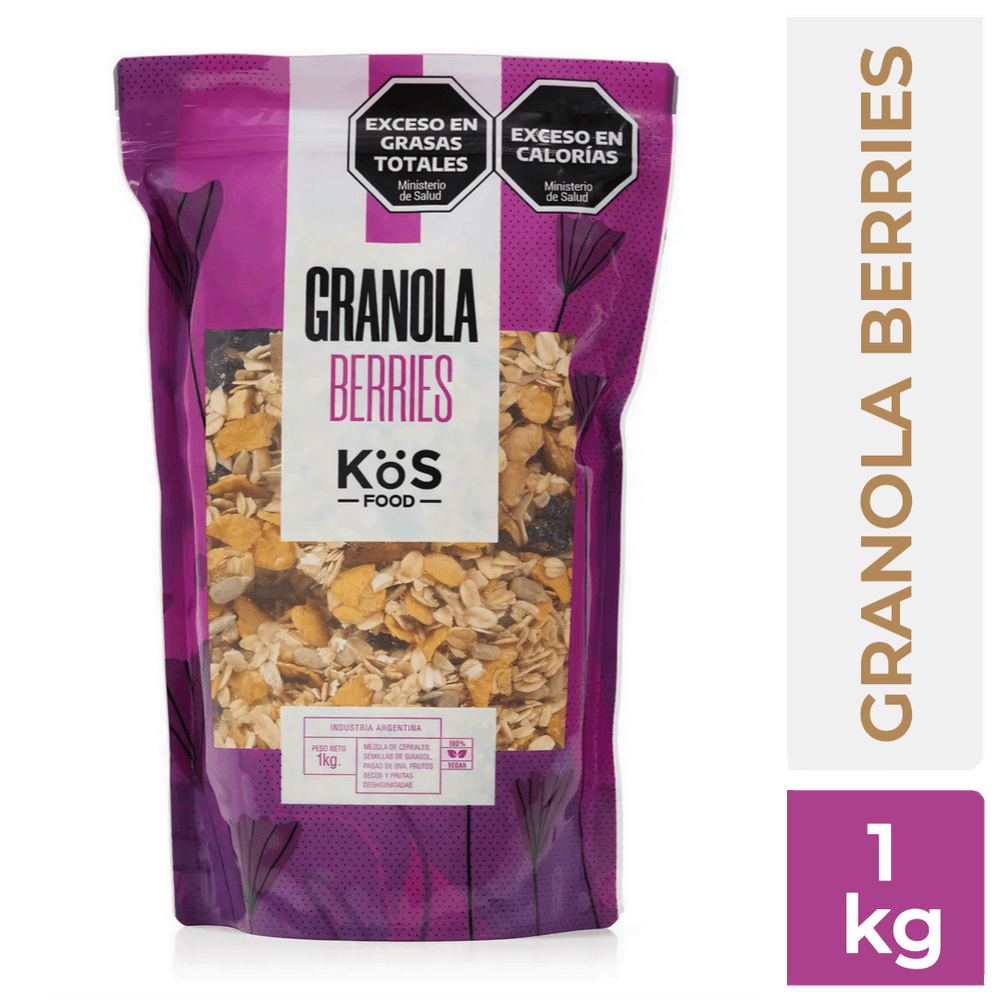 EXCESO EN
GRASAS
TOTALES
Ministerio
de Salud
EXCESO EN
CALORÍAS
Ministerio
de Salud
GRANOLA
BERRIES
KöS
FOOD
INDUSTRIA ARGENTINA
PESO NETO
1kg.
MEZCLA DE CEREALES,
SEMILLAS DE GIRASOL,
PASAS DE UVA, FRUTOS
SECOS Y FRUTAS
DESHIDRATADAS
100%
VEGAN
GRANOLA BERRIES
1
kg